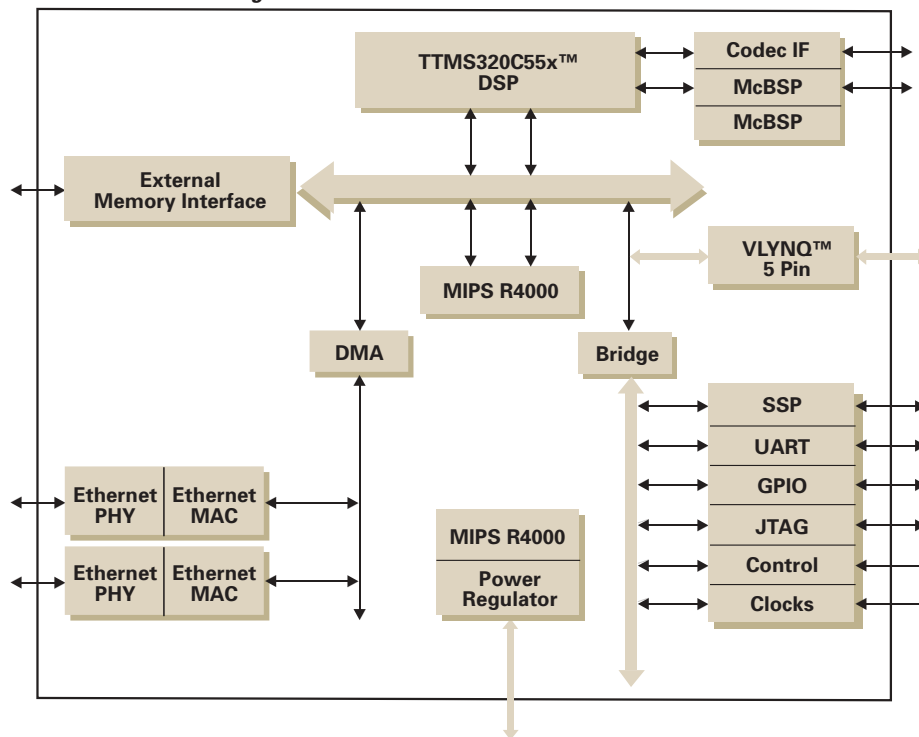 TTMS320C55x™
DSP
Codec IF
McBSP
McBSP
External
Memory Interface
VLYNQ™
5 Pin
MIPS R4000
DMA
Bridge
SSP
UART
GPIO
JTAG
Control
Clocks
Ethernet
PHY
Ethernet
MAC
Ethernet
PHY
Ethernet
MAC
MIPS R4000
Power
Regulator